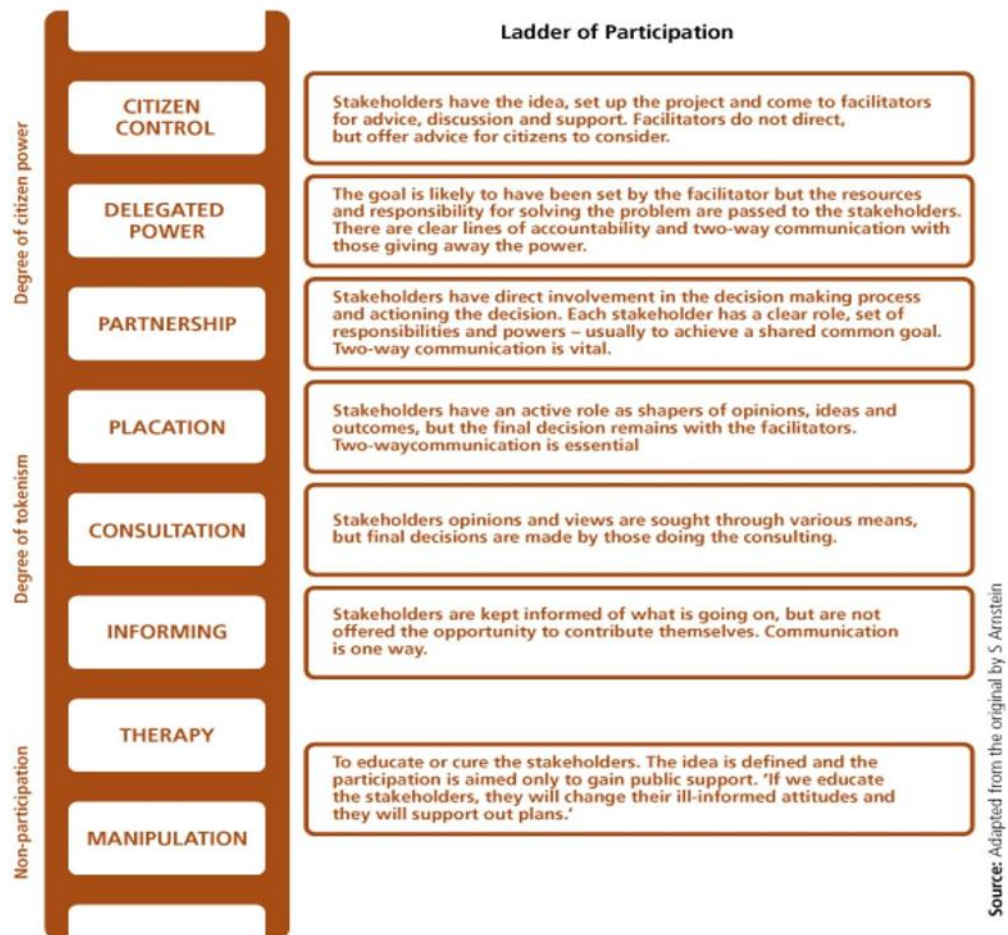 Ladder of Participation
Degree of citizen power
CITIZEN
CONTROL
Stakeholders have the idea, set up the project and come to facilitators
for advice, discussion and support. Facilitators do not direct,
but offer advice for citizens to consider.
DELEGATED
POWER
The goal is likely to have been set by the facilitator but the resources
and responsibility for solving the problem are passed to the stakeholders.
There are clear lines of accountability and two-way communication with
those giving away the power.
PARTNERSHIP
Stakeholders have direct involvement in the decision making process
and actioning the decision. Each stakeholder has a clear role, set of
responsibilities and powers – usually to achieve a shared common goal.
Two-way communication is vital.
Degree of tokenism
PLACATION
Stakeholders have an active role as shapers of opinions, ideas and
outcomes, but the final decision remains with the facilitators.
Two-waycommunication is essential
CONSULTATION
Stakeholders opinions and views are sought through various means,
but final decisions are made by those doing the consulting.
INFORMING
Stakeholders are kept informed of what is going on, but are not
offered the opportunity to contribute themselves. Communication
is one way.
Non-participation
THERAPY
MANIPULATION
To educate or cure the stakeholders. The idea is defined and the
participation is aimed only to gain public support. ‘If we educate
the stakeholders, they will change their ill-informed attitudes and
they will support out plans.‘
Source: Adapted from the original by S Arnstein